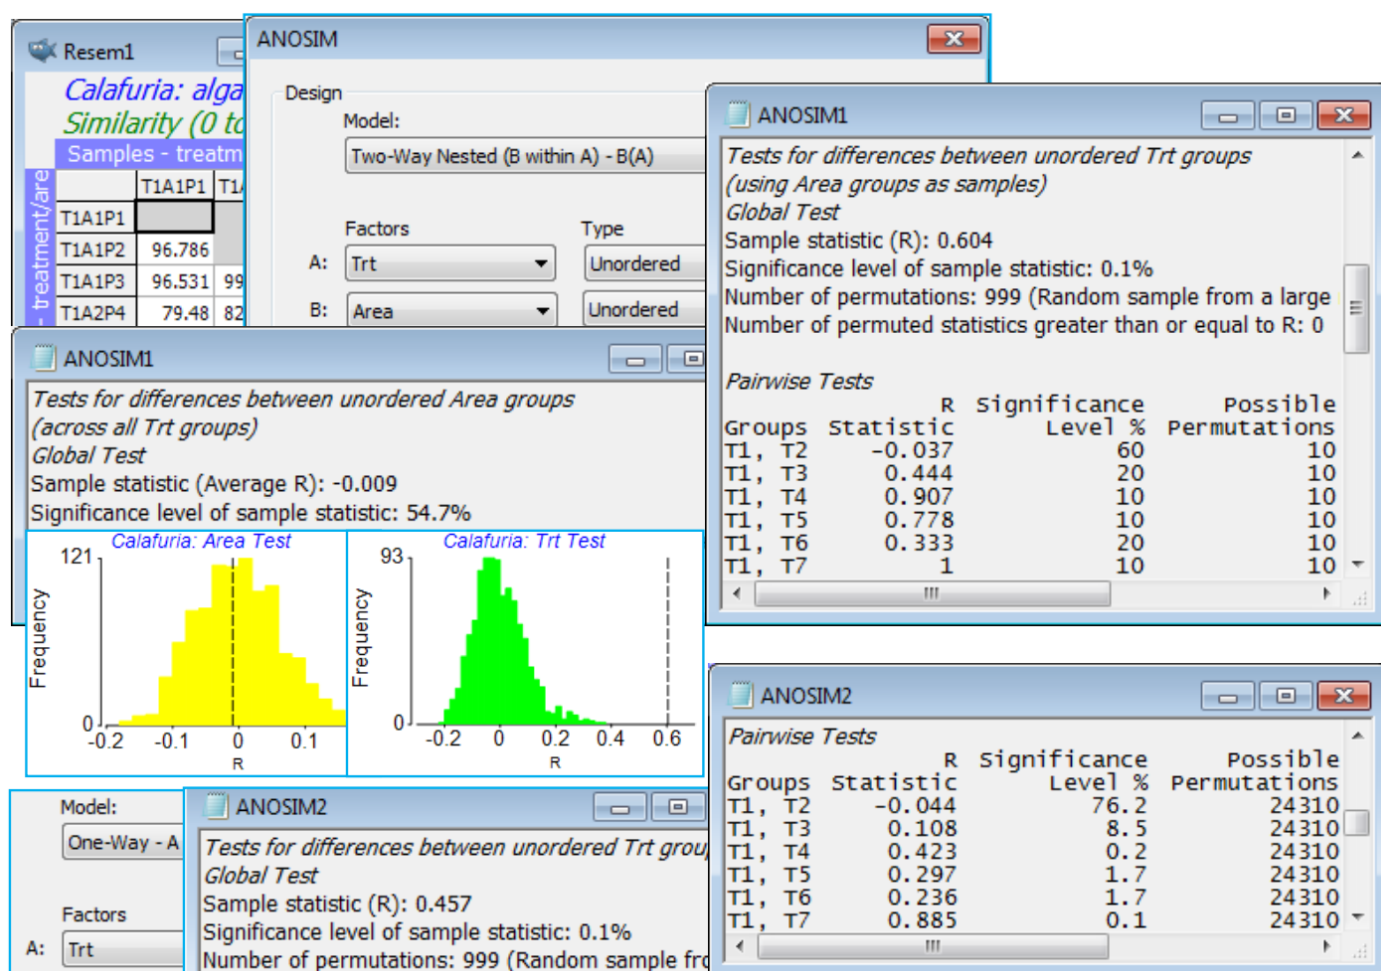 Resem1
Calafuria: alga
Similarity (0 to
Samples - treatm
- treatment/are
T1A1P1 T1A
T1A1P1
T1A1P2 96.786
T1A1P3 96.531 99
T1A2P4 79.48 82
ANOSIM
Design
Model:
Two-Way Nested (B within A) - B(A)
Factors Type
A: Trt Unordered
B: Area Unordered
ANOSIM1
Tests for differences between unordered Trt groups
(using Area groups as samples)
Global Test
Sample statistic (R): 0.604
Significance level of sample statistic: 0.1%
Number of permutations: 999 (Random sample from a large
Number of permuted statistics greater than or equal to R: 0
Pairwise Tests
R Significance Possible
Groups Statistic Level % Permutations
T1, T2 -0.037 60 10
T1, T3 0.444 20 10
T1, T4 0.907 10 10
T1, T5 0.778 10 10
T1, T6 0.333 20 10
T1, T7 1 10 10
ANOSIM1
Tests for differences between unordered Area groups
(across all Trt groups)
Global Test
Sample statistic (Average R): -0.009
Significance level of sample statistic: 54.7%
Calafuria: Area Test
121
Frequency
0
-0.2 -0.1 0 0.1
R
Calafuria: Trt Test
93
Frequency
0
-0.2 0 0.2 0.4 0.6
R
Model:
One-Way - A
Factors
A: Trt
ANOSIM2
Tests for differences between unordered Trt grou
Global Test
Sample statistic (R): 0.457
Significance level of sample statistic: 0.1%
Number of permutations: 999 (Random sample fro
ANOSIM2
Pairwise Tests
R Significance Possible
Groups Statistic Level % Permutations
T1, T2 -0.044 76.2 24310
T1, T3 0.108 8.5 24310
T1, T4 0.423 0.2 24310
T1, T5 0.297 1.7 24310
T1, T6 0.236 1.7 24310
T1, T7 0.885 0.1 24310